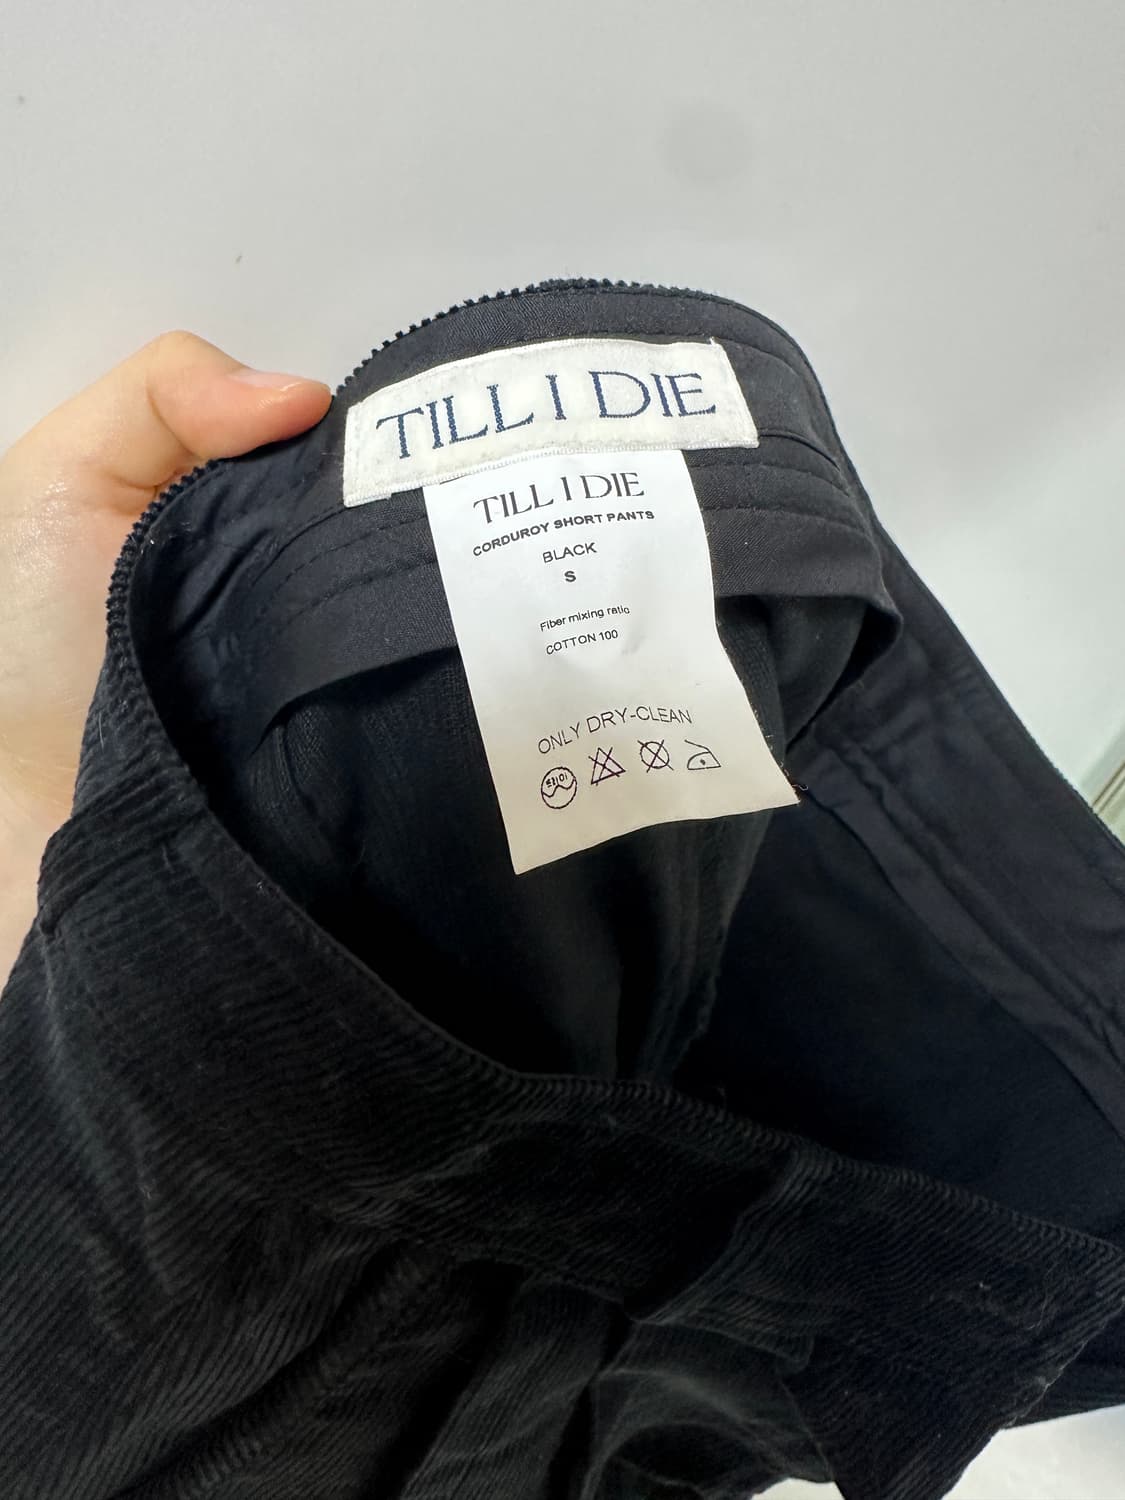 TILL I DIE
TILL I DIE
CORDUROY SHORT PANTS
BLACK
S
Fiber mixing ratio
COTTON 100
ONLY DRY-CLEAN